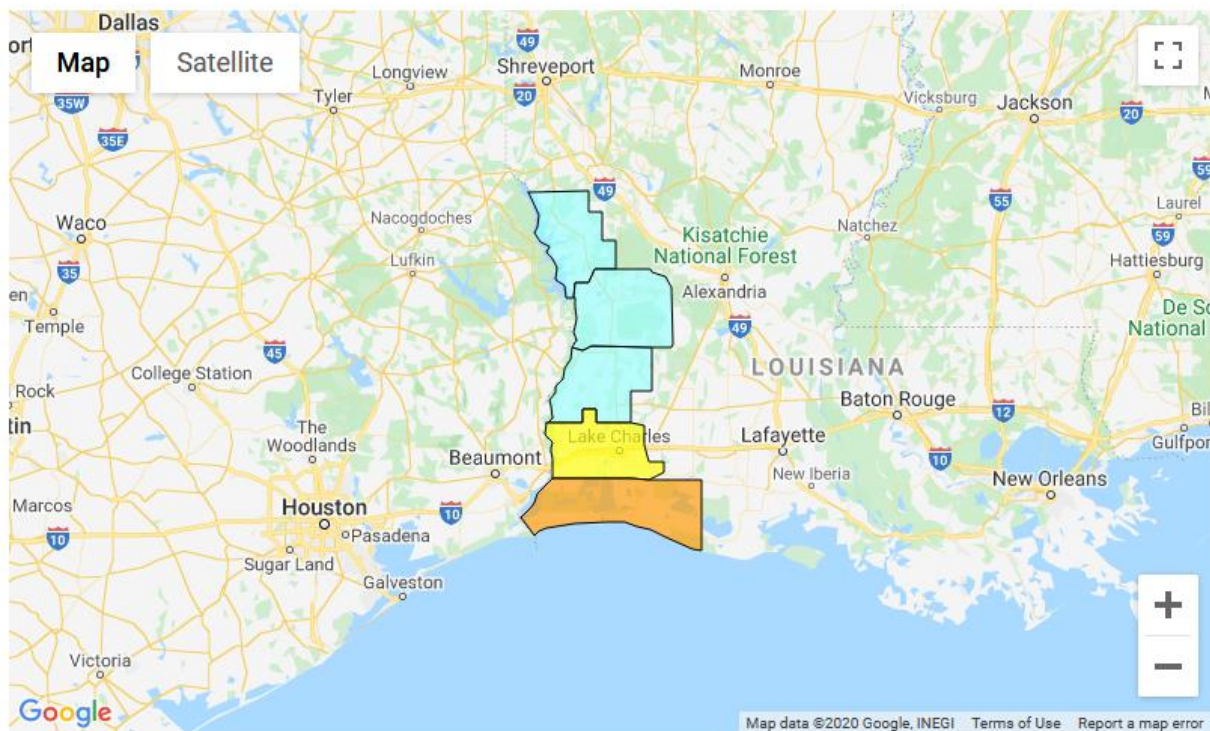 Dallas
Map
Satellite
49
Longview
Shreveport
Monroe
20
Tyler
Vicksburg
Jackson
20
35W
35E
59
49
55
Waco
Nacogdoches
Natchez
Laurel
59
Kisatchie
National Forest
Hattiesburg
35
Lufkin
Alexandria
Temple
49
De So
National
45
College Station
LOUISIANA
Rock
Baton Rouge
12
The
Woodlands
Lake Charles
Lafayette
Gulfpor
Beaumont
10
New Iberia
New Orleans
Marcos
Houston
10
10
Pasadena
Sugar Land
Galveston
+
Victoria
−
Google
Map data ©2020 Google, INEGI Terms of Use Report a map error